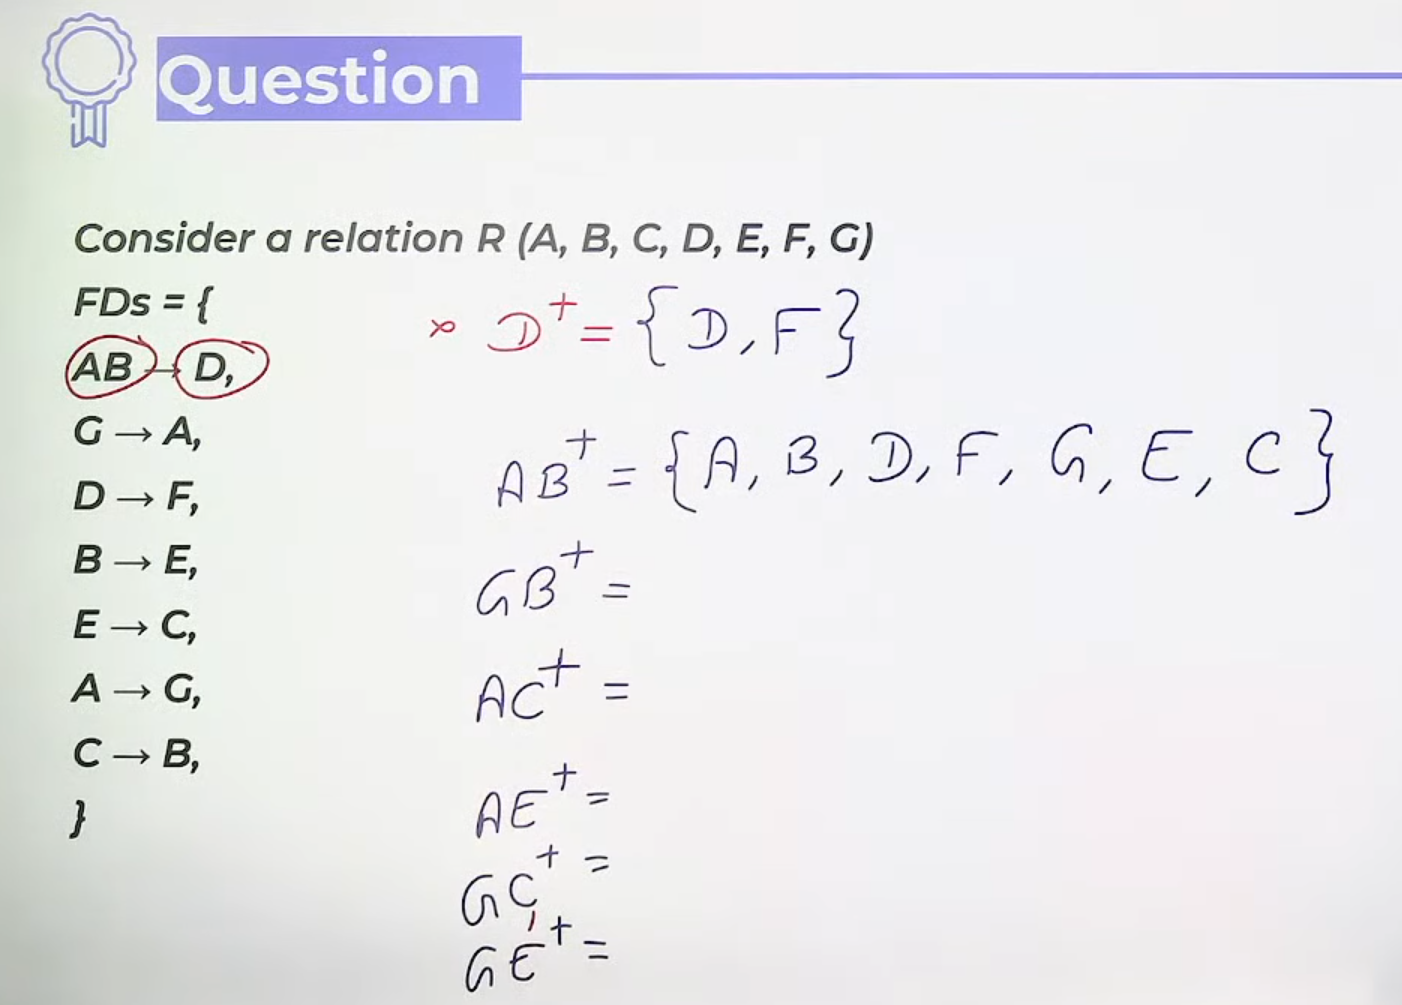 Question
Consider a relation R (A, B, C, D, E, F, G)
FDs = {
AB → D,
G → A,
D → F,
B → E,
E → C,
A → G,
C → B,
}
D⁺ = { D, F }
AB⁺ = { A, B, D, F, G, E, C }
GB⁺ =
AC⁺ =
AE⁺ =
GC⁺ =
GE⁺ =